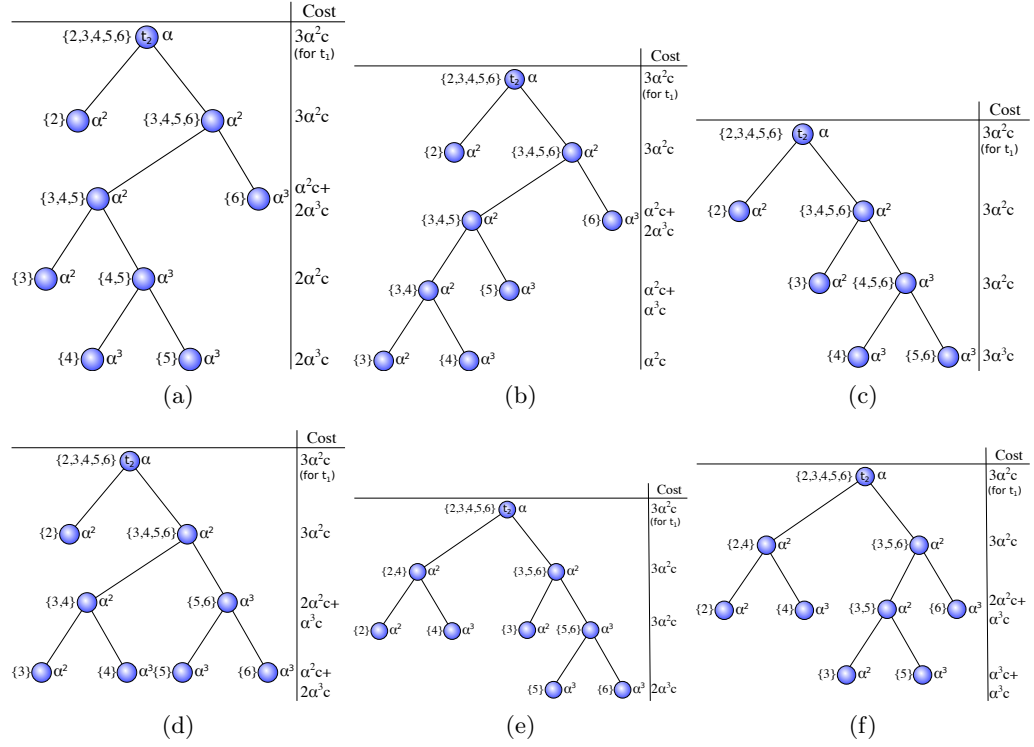 Cost
{2,3,4,5,6} t₂ α 3α²c
(for t₁)
{2} α² {3,4,5,6} α² 3α²c
{3,4,5} α² {6} α³ α²c+
2α³c
{3} α² {4,5} α³ 2α²c
{4} α³ {5} α³ 2α³c
(a)
Cost
{2,3,4,5,6} t₂ α 3α²c
(for t₁)
{2} α² {3,4,5,6} α² 3α²c
{3,4,5} α² {6} α³ α²c+
2α³c
{3,4} α² {5} α³ α²c+
α³c
{3} α² {4} α³ α²c
(b)
Cost
{2,3,4,5,6} t₂ α 3α²c
(for t₁)
{2} α² {3,4,5,6} α² 3α²c
{3} α² {4,5,6} α³ 3α²c
{4} α³ {5,6} α³ 3α³c
(c)
Cost
{2,3,4,5,6} t₂ α 3α²c
(for t₁)
{2} α² {3,4,5,6} α² 3α²c
{3,4} α² {5,6} α³ 2α²c+
α³c
{3} α² {4} α³ {5} α³ {6} α³ α²c+
2α³c
(d)
Cost
{2,3,4,5,6} t₂ α 3α²c
(for t₁)
{2,4} α² {3,5,6} α² 3α²c
{2} α² {4} α³ {3} α² {5,6} α³ 3α²c
{5} α³ {6} α³ 2α³c
(e)
Cost
{2,3,4,5,6} t₂ α 3α²c
(for t₁)
{2,4} α² {3,5,6} α² 3α²c
{2} α² {4} α³ {3,5} α² {6} α³ 2α²c+
α³c
{3} α² {5} α³ α³c+
α³c
(f)